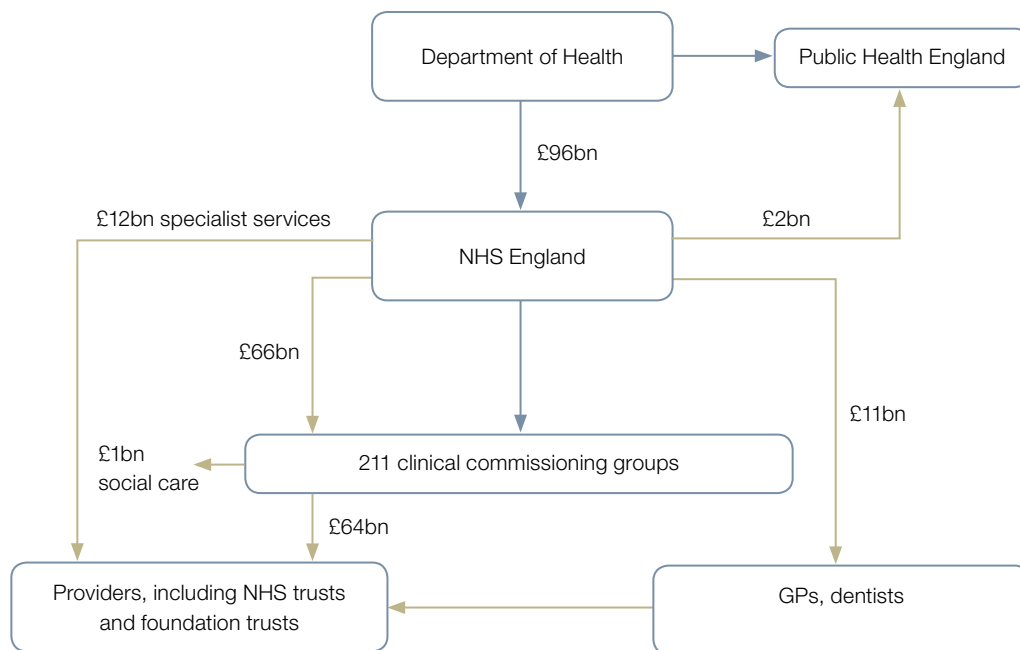 Department of Health
Public Health England
£96bn
£12bn specialist services
£2bn
NHS England
£66bn
£11bn
£1bn
social care
211 clinical commissioning groups
£64bn
Providers, including NHS trusts
and foundation trusts
GPs, dentists